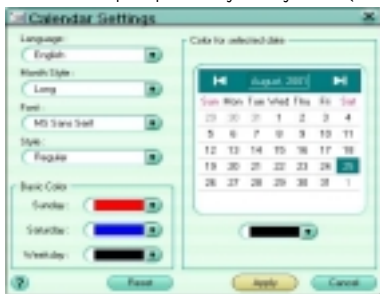 Calendar Settings
Language:
English
Month Style:
Long
Font:
MS Sans Serif
Style:
Regular
Basic Color
Sunday:
Saturday:
Weekday:
Color for selected date
August 2001
Sun Mon Tue Wed Thu Fri Sat
29 30 31 1 2 3 4
5 6 7 8 9 10 11
12 13 14 15 16 17 18
19 20 21 22 23 24 25
26 27 28 29 30 31 1
?
Reset
Apply
Cancel